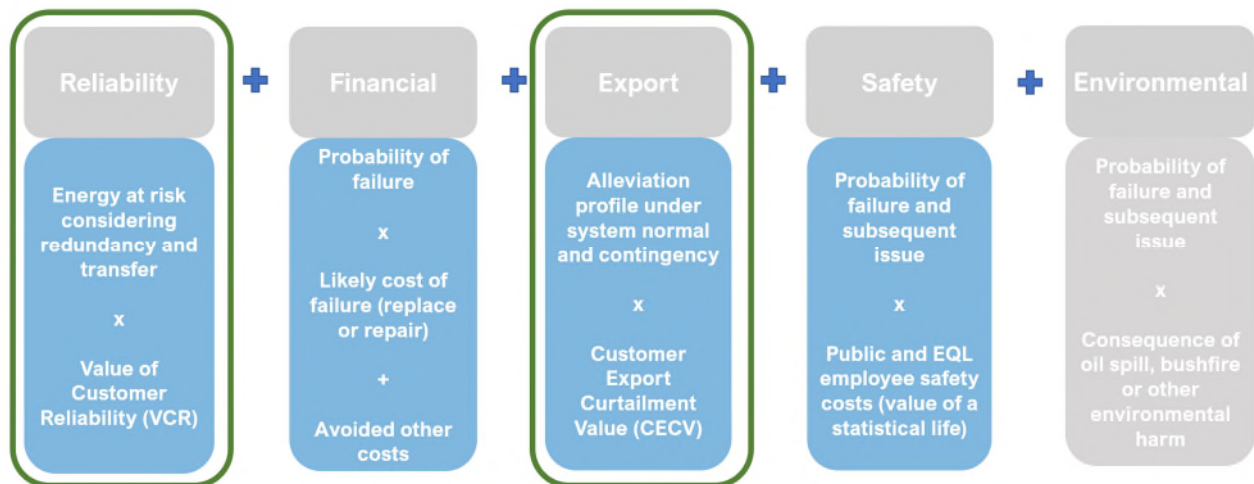 Reliability
Financial
Export
Safety
Environmental
Energy at risk
considering
redundancy and
transfer
x
Value of
Customer
Reliability (VCR)
Probability of
failure
x
Likely cost of
failure (replace
or repair)
+
Avoided other
costs
Alleviation
profile under
system normal
and contingency
x
Customer
Export
Curtailment
Value (CECV)
Probability of
failure and
subsequent
issue
x
Public and EQL
employee safety
costs (value of a
statistical life)
Probability of
failure and
subsequent
issue
x
Consequence of
oil spill, bushfire
or other
environmental
harm